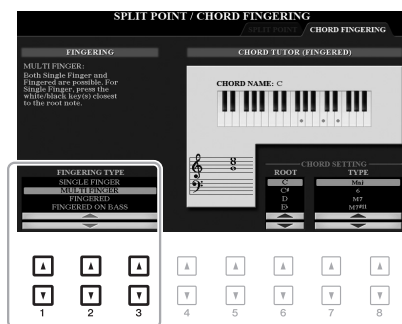 SPLIT POINT / CHORD FINGERING
SPLIT POINT
CHORD FINGERING
FINGERING
MULTI FINGER:
Both Single Finger and
Fingered are possible. For
Single Finger, press the
white/black key(s) closest
to the root note.
CHORD TUTOR (FINGERED)
CHORD NAME: C
FINGERING TYPE
SINGLE FINGER
MULTI FINGER
FINGERED
FINGERED ON BASS
CHORD SETTING
ROOT
TYPE
C
Maj
C#
6
D
M7
E♭
M7#11
1 2 3 4 5 6 7 8